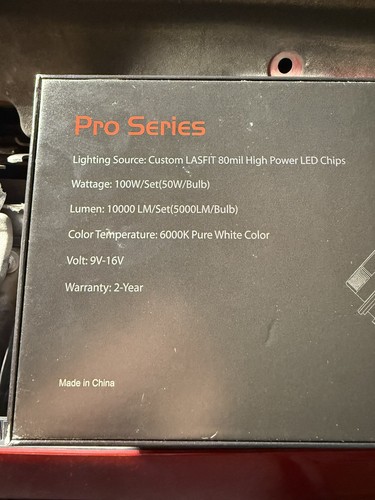 Pro Series
Lighting Source: Custom LASFIT 80mil High Power LED Chips
Wattage: 100W/Set(50W/Bulb)
Lumen: 10000 LM/Set(5000LM/Bulb)
Color Temperature: 6000K Pure White Color
Volt: 9V-16V
Warranty: 2-Year
Made in China